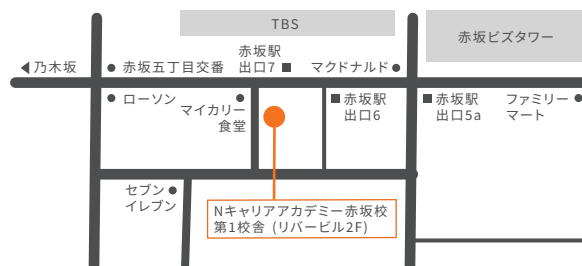 TBS
赤坂ビズタワー
赤坂駅
出口7
乃木坂
赤坂五丁目交番
マクドナルド
ローソン
マイカリー
食堂
赤坂駅
出口6
赤坂駅
出口5a
ファミリー
マート
セブン
イレブン
Nキャリアアカデミー赤坂校
第1校舎 (リバービル2F)